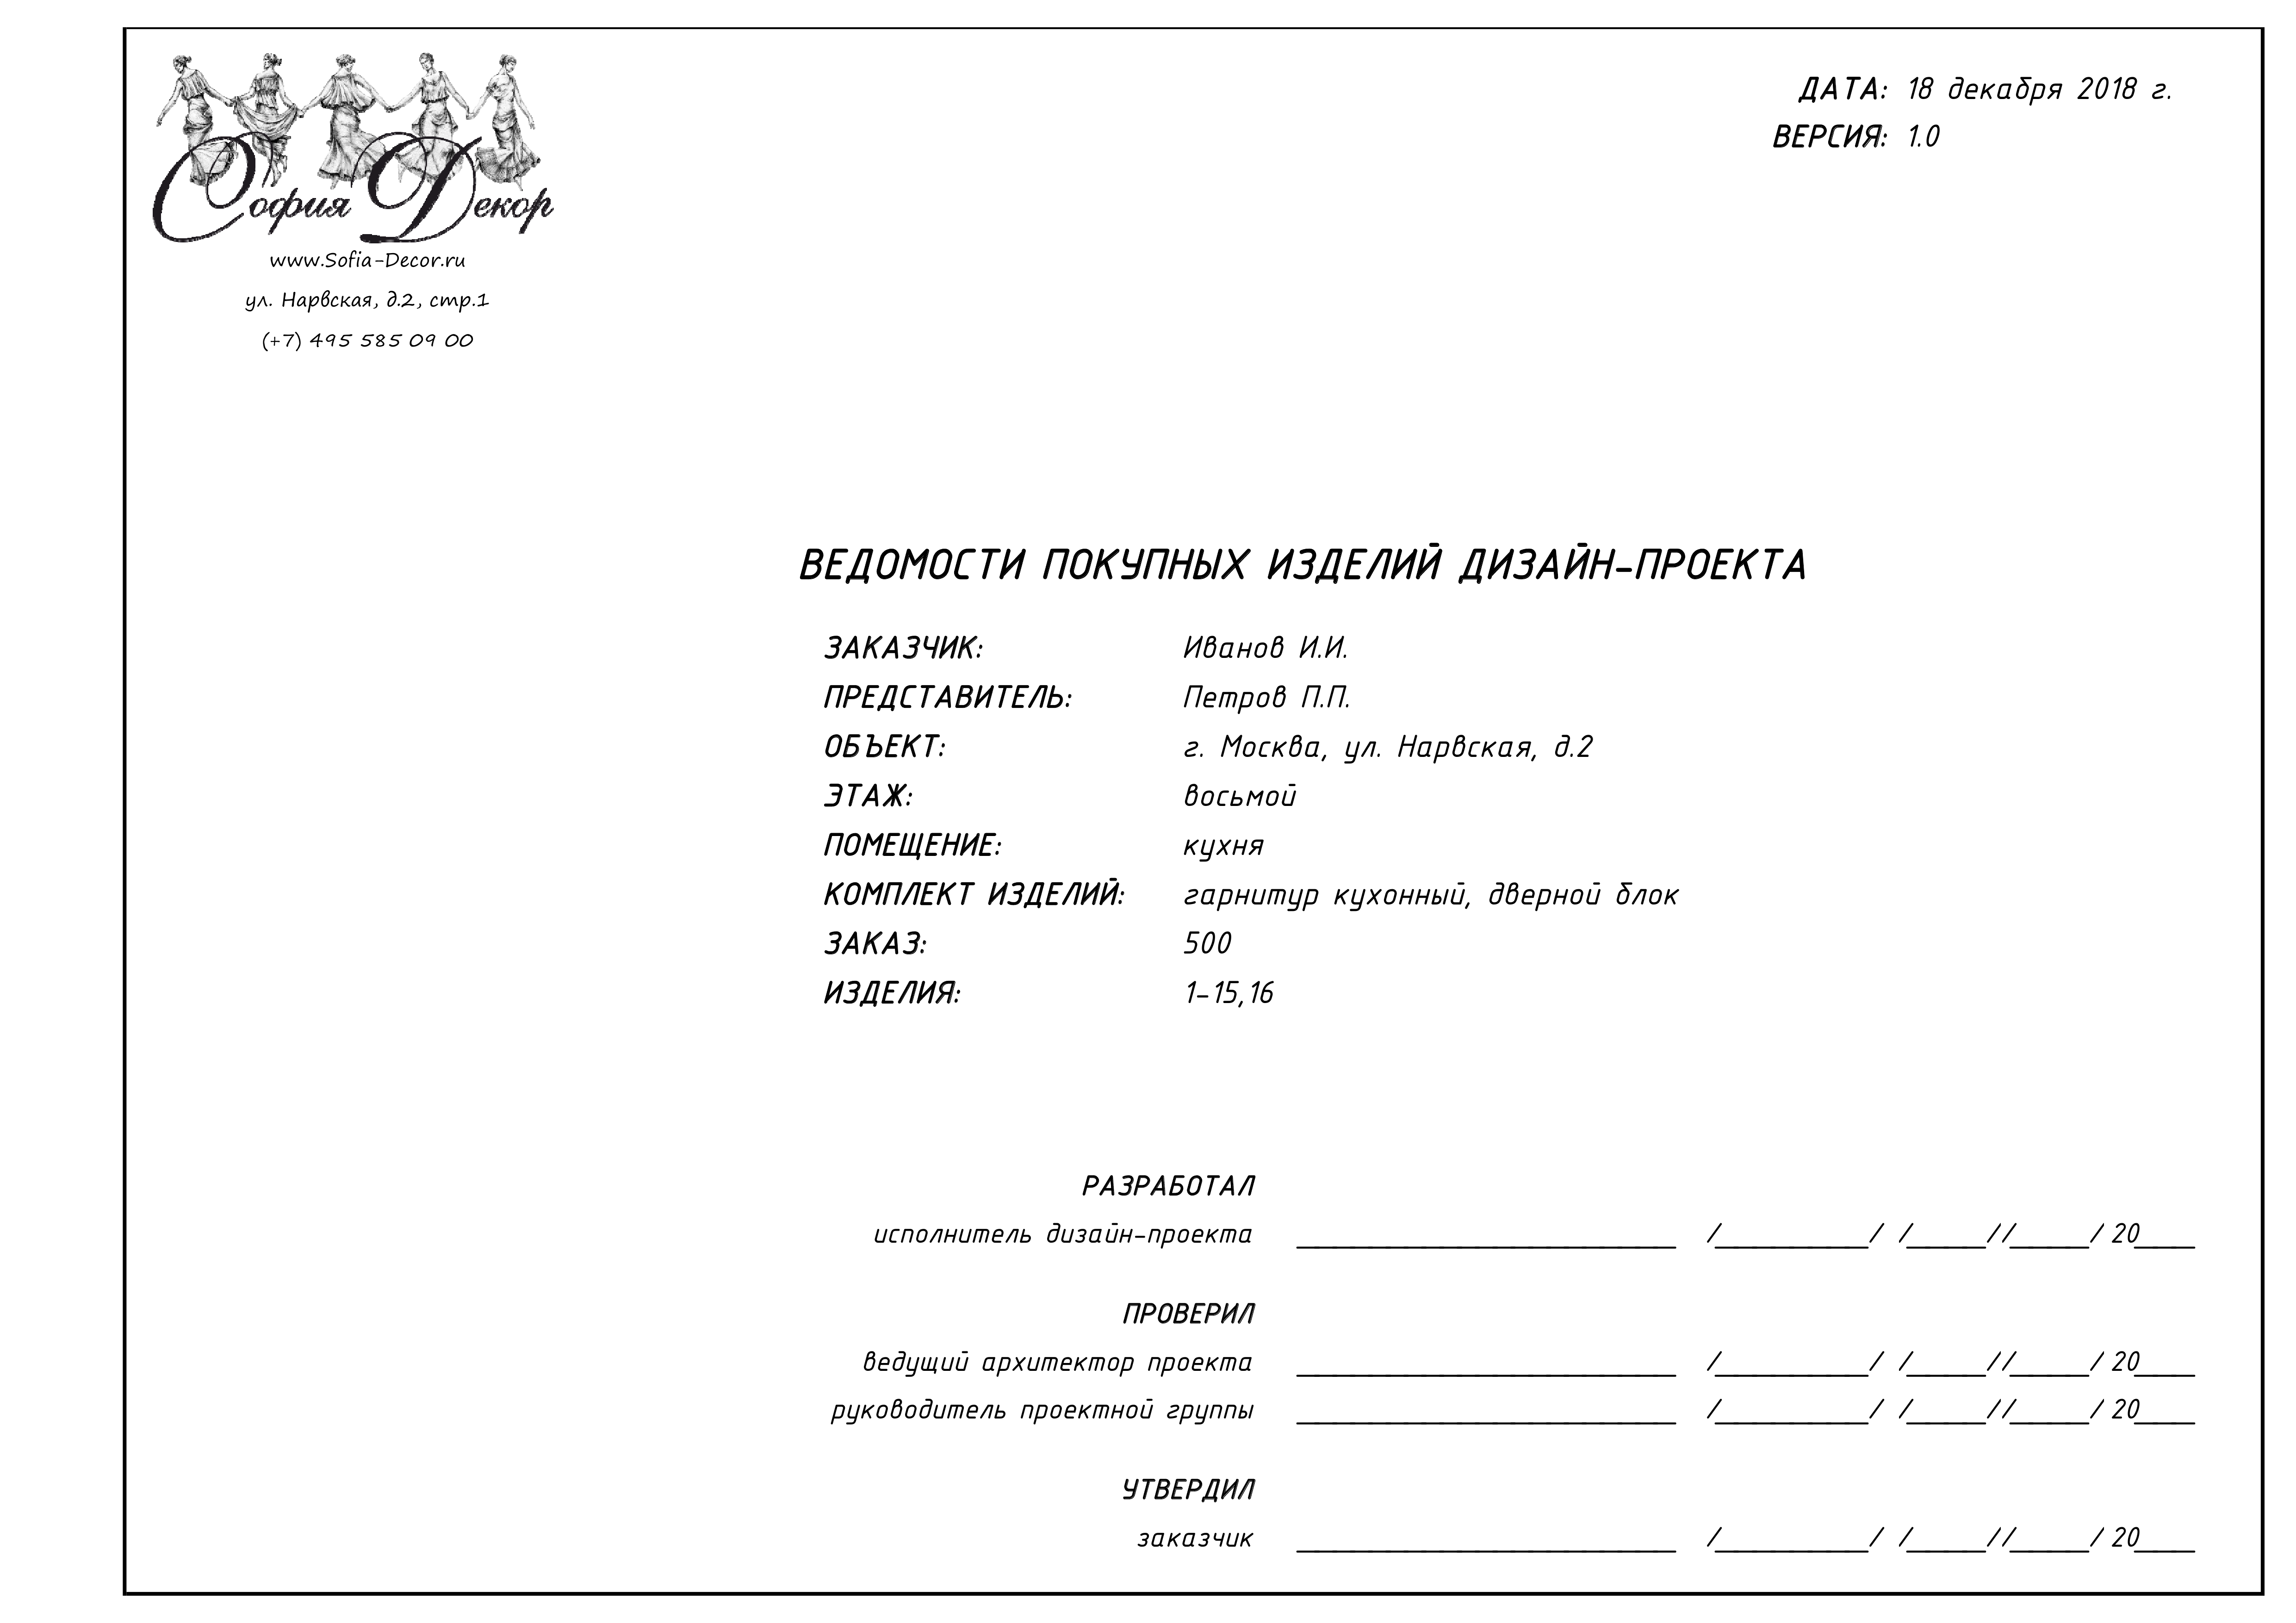 София Декор
www.Sofia-Decor.ru
ул. Нарвская, д.2, стр.1
(+7) 495 585 09 00
ДАТА: 18 декабря 2018 г.
ВЕРСИЯ: 1.0
ВЕДОМОСТИ ПОКУПНЫХ ИЗДЕЛИЙ ДИЗАЙН-ПРОЕКТА
ЗАКАЗЧИК: Иванов И.И.
ПРЕДСТАВИТЕЛЬ: Петров П.П.
ОБЪЕКТ: г. Москва, ул. Нарвская, д.2
ЭТАЖ: восьмой
ПОМЕЩЕНИЕ: кухня
КОМПЛЕКТ ИЗДЕЛИЙ: гарнитур кухонный, дверной блок
ЗАКАЗ: 500
ИЗДЕЛИЯ: 1-15,16
РАЗРАБОТАЛ
исполнитель дизайн-проекта ____________________ /__________/ /_____//_____/ 20____
ПРОВЕРИЛ
ведущий архитектор проекта ____________________ /__________/ /_____//_____/ 20____
руководитель проектной группы ____________________ /__________/ /_____//_____/ 20____
УТВЕРДИЛ
заказчик ____________________ /__________/ /_____//_____/ 20____